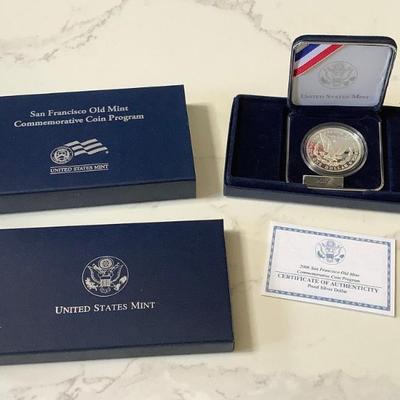 San Francisco Old Mint
Commemorative Coin Program
UNITED STATES MINT
UNITED STATES MINT
UNITED STATES MINT
2006 San Francisco Old Mint
Commemorative Coin Program
CERTIFICATE OF AUTHENTICITY
Proof Silver Dollar